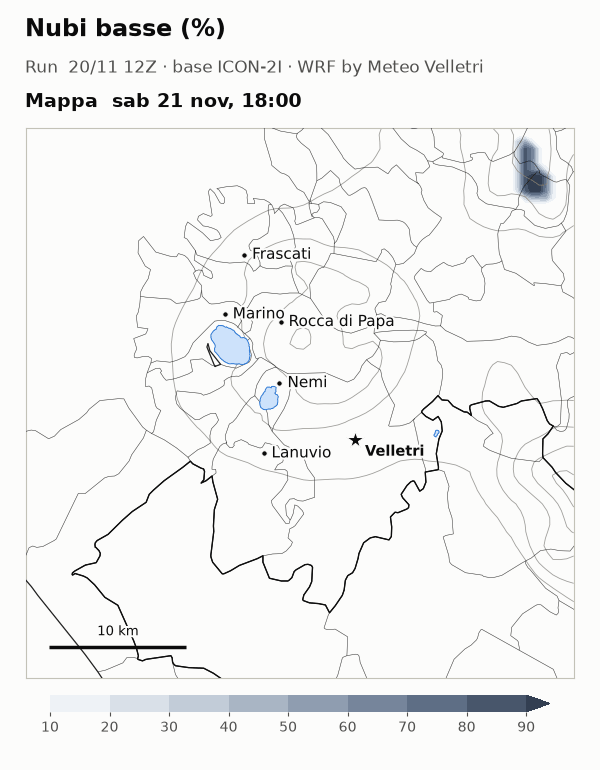 Nubi basse (%)
Run  20/11 12Z · base ICON-2I · WRF by Meteo Velletri
Mappa  sab 21 nov, 18:00
Frascati
Marino
Rocca di Papa
Nemi
Velletri
Lanuvio
10 km
10 20 30 40 50 60 70 80 90